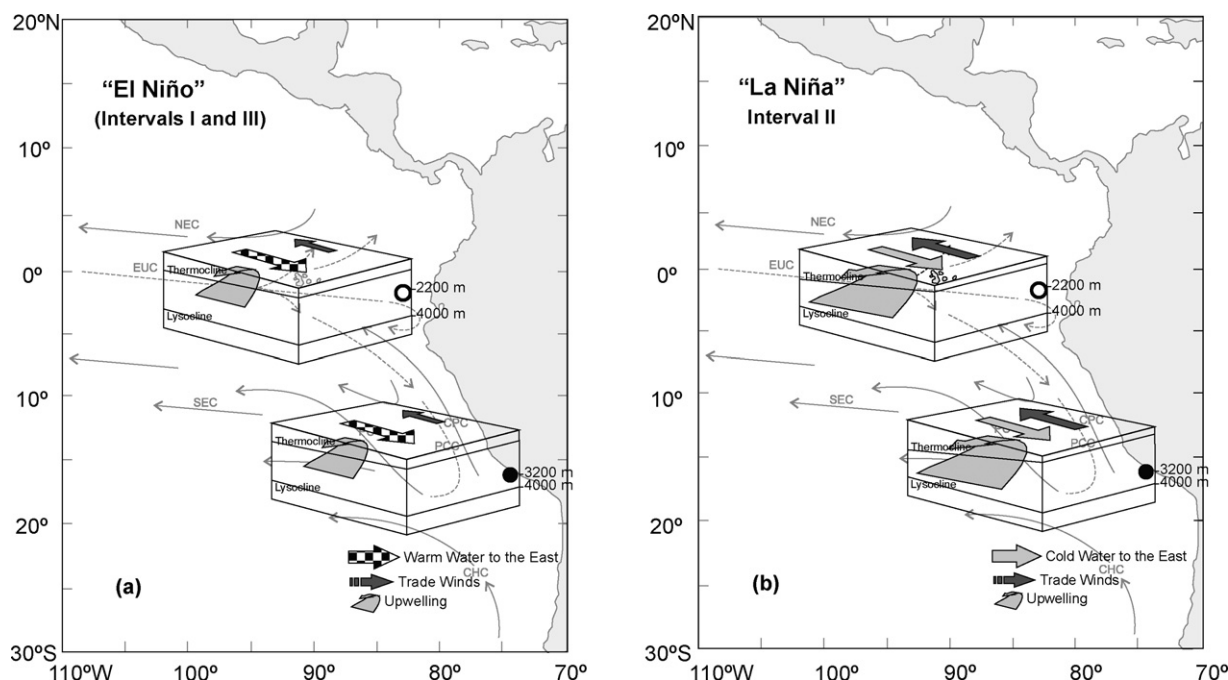 20ºN
10º
0º
10º
20º
30ºS
110ºW
100º
90º
80º
70º
“El Niño”
(Intervals I and III)
NEC
EUC
Thermocline
Lysocline
2200 m
4000 m
SEC
CPC
PCC
Thermocline
Lysocline
3200 m
4000 m
Warm Water to the East
Trade Winds
Upwelling
CHC
(a)
20ºN
10º
0º
10º
20º
30ºS
110ºW
100º
90º
80º
70º
“La Niña”
Interval II
NEC
EUC
Thermocline
Lysocline
2200 m
4000 m
SEC
CPC
PCC
Thermocline
Lysocline
3200 m
4000 m
Cold Water to the East
Trade Winds
Upwelling
CHC
(b)